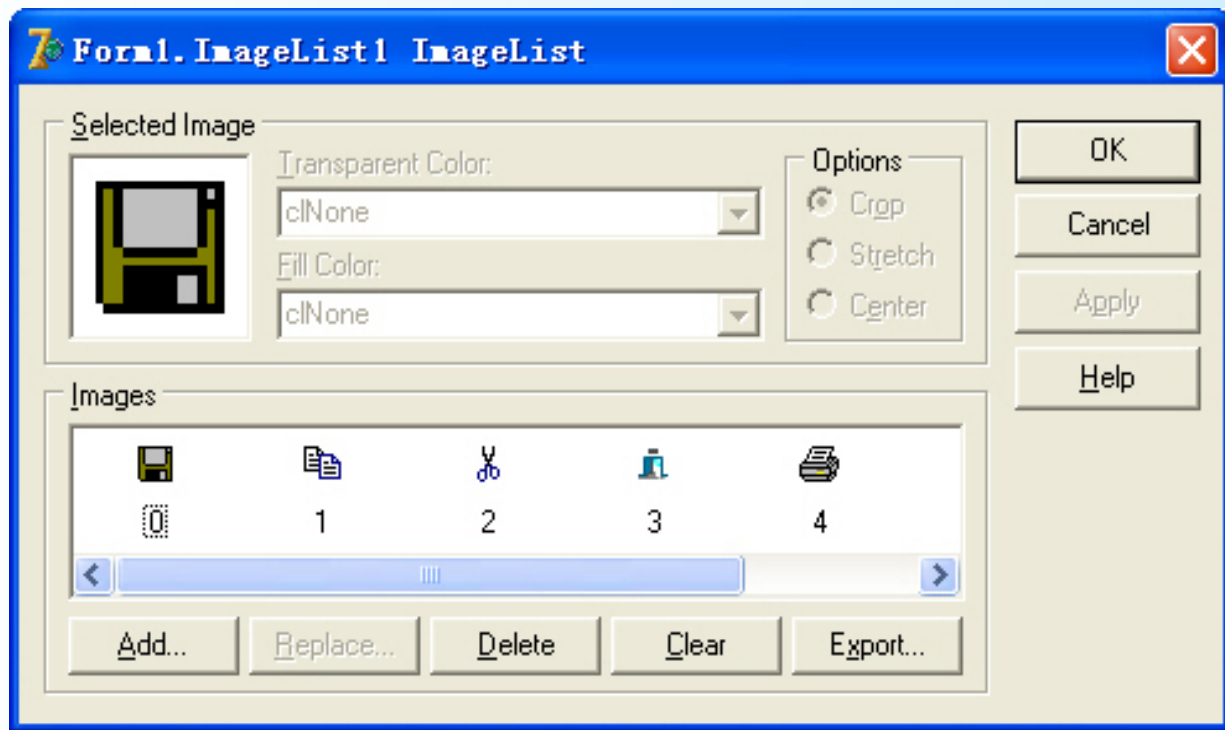 Form1.ImageList1 ImageList
Selected Image
Transparent Color:
clNone
Fill Color:
clNone
Options
Crop
Stretch
Center
OK
Cancel
Apply
Help
Images
0 1 2 3 4
Add... Replace... Delete Clear Export...